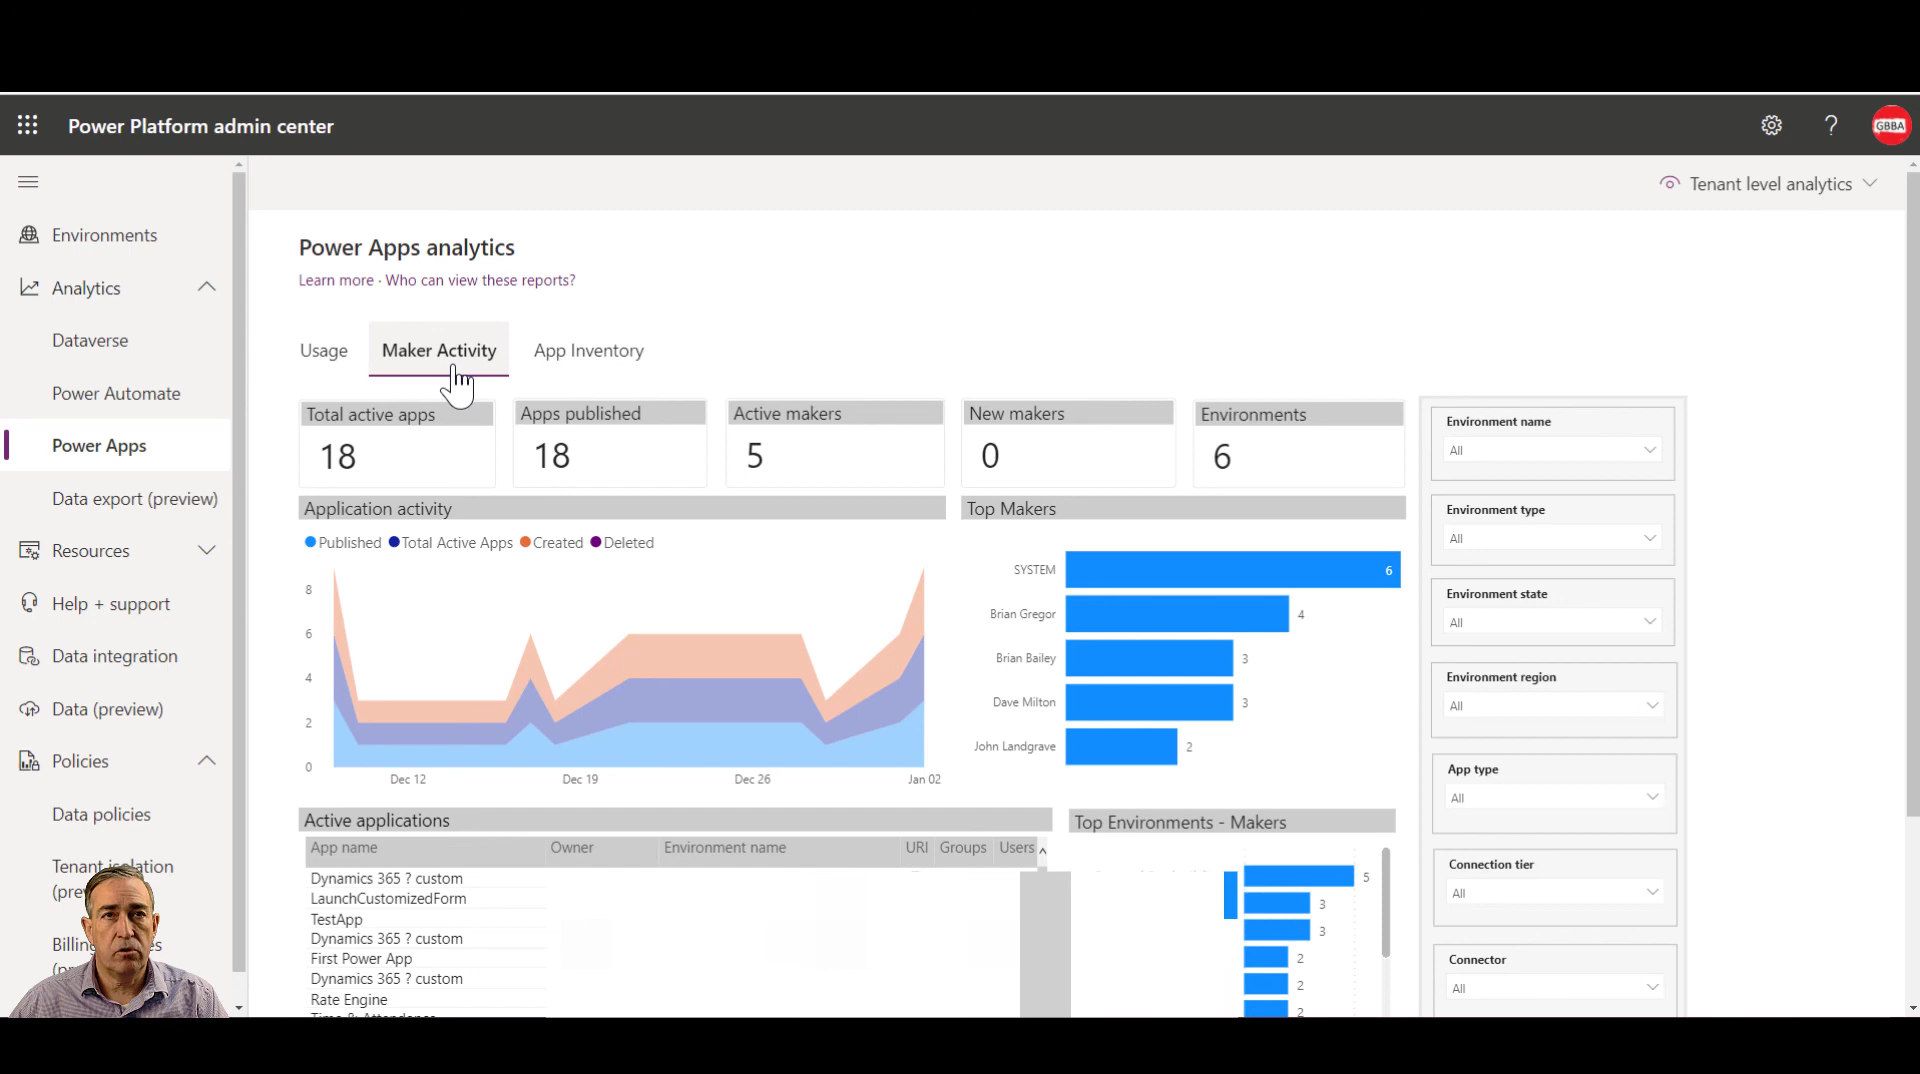 Power Platform admin center
GBBA
Tenant level analytics
Environments
Analytics
Dataverse
Power Automate
Power Apps
Data export (preview)
Resources
Help + support
Data integration
Data (preview)
Policies
Data policies
Tenant isolation
Power Apps analytics
Learn more · Who can view these reports?
Usage
Maker Activity
App Inventory
Total active apps
18
Apps published
18
Active makers
5
New makers
0
Environments
6
Application activity
Published Total Active Apps Created Deleted
8
6
4
2
0
Dec 12 Dec 19 Dec 26 Jan 02
Top Makers
SYSTEM 6
Brian Gregor 4
Brian Bailey 3
Dave Milton 3
John Landgrave 2
Active applications
App name Owner Environment name URI Groups Users
Dynamics 365 ? custom
LaunchCustomizedForm
TestApp
Dynamics 365 ? custom
First Power App
Dynamics 365 ? custom
Rate Engine
Top Environments - Makers
5
3
3
2
2
2
Environment name
All
Environment type
All
Environment state
All
Environment region
All
App type
All
Connection tier
All
Connector
All